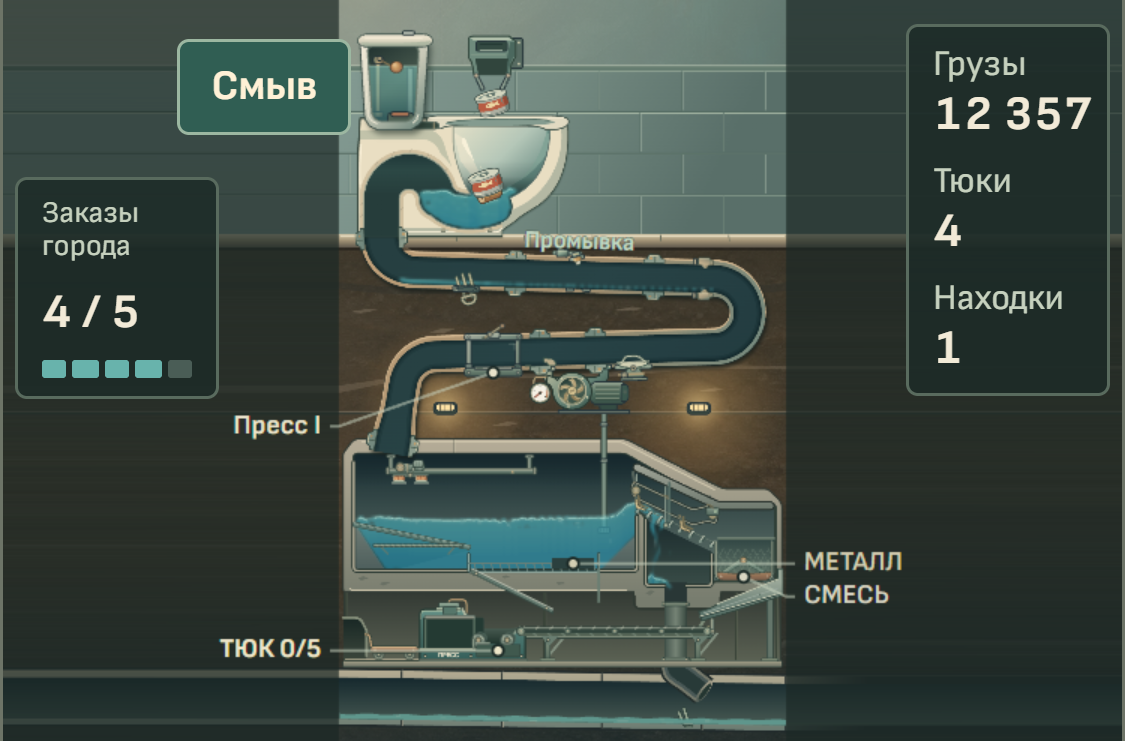 Смыв
Грузы
12 357
Тюки
4
Находки
1
Заказы
города
4 / 5
Промывка
Пресс I
МЕТАЛЛ
СМЕСЬ
ТЮК 0/5
ПРЕСС